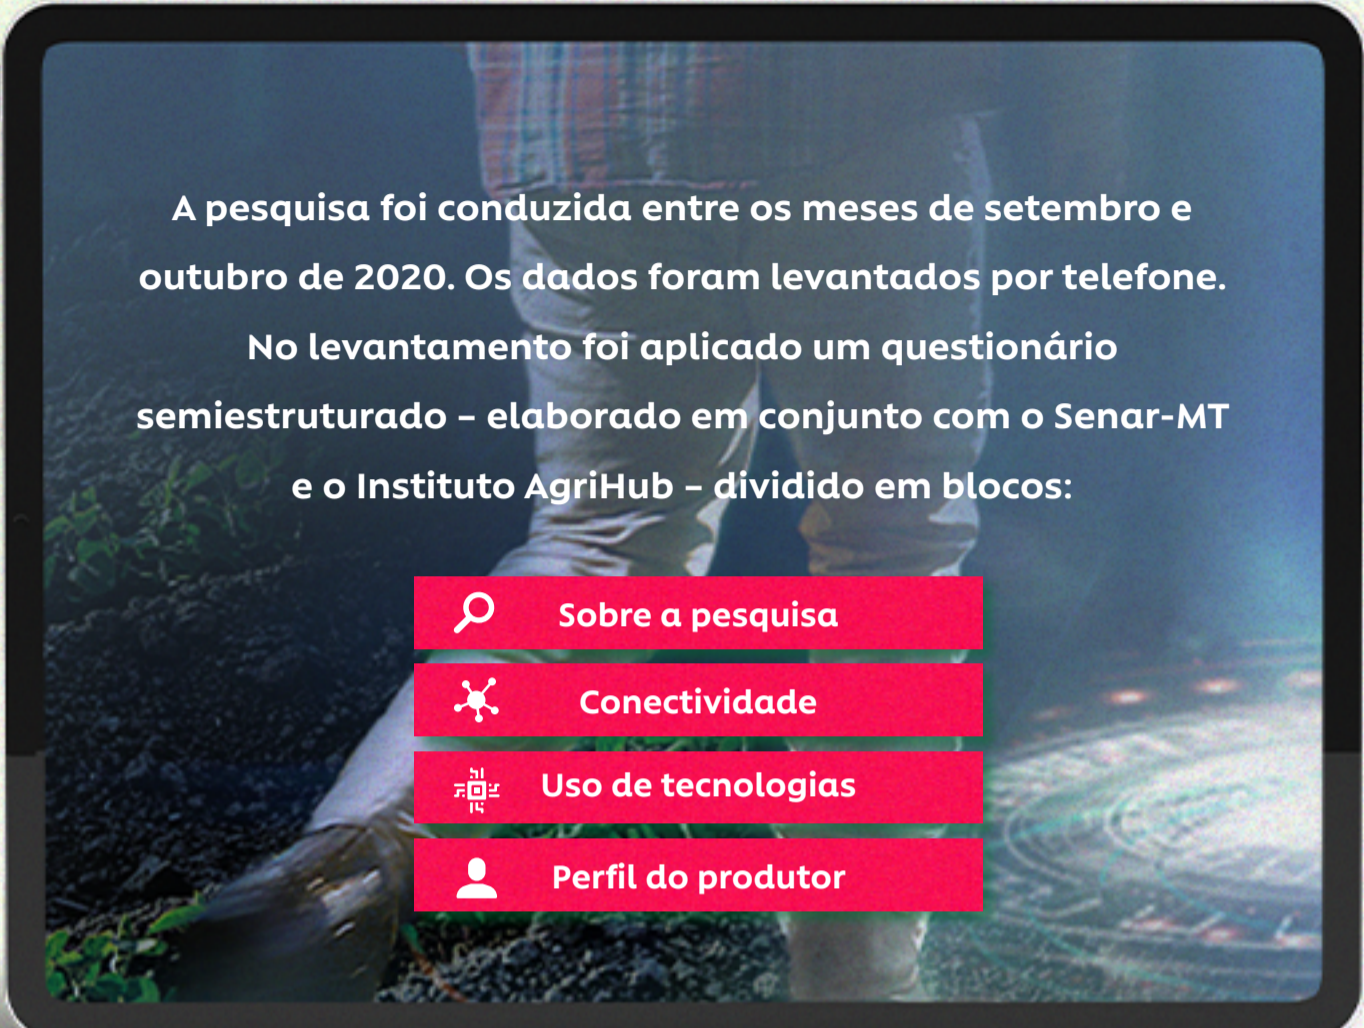 A pesquisa foi conduzida entre os meses de setembro e
outubro de 2020. Os dados foram levantados por telefone.
No levantamento foi aplicado um questionário
semiestruturado – elaborado em conjunto com o Senar-MT
e o Instituto AgriHub – dividido em blocos:
Sobre a pesquisa
Conectividade
Uso de tecnologias
Perfil do produtor